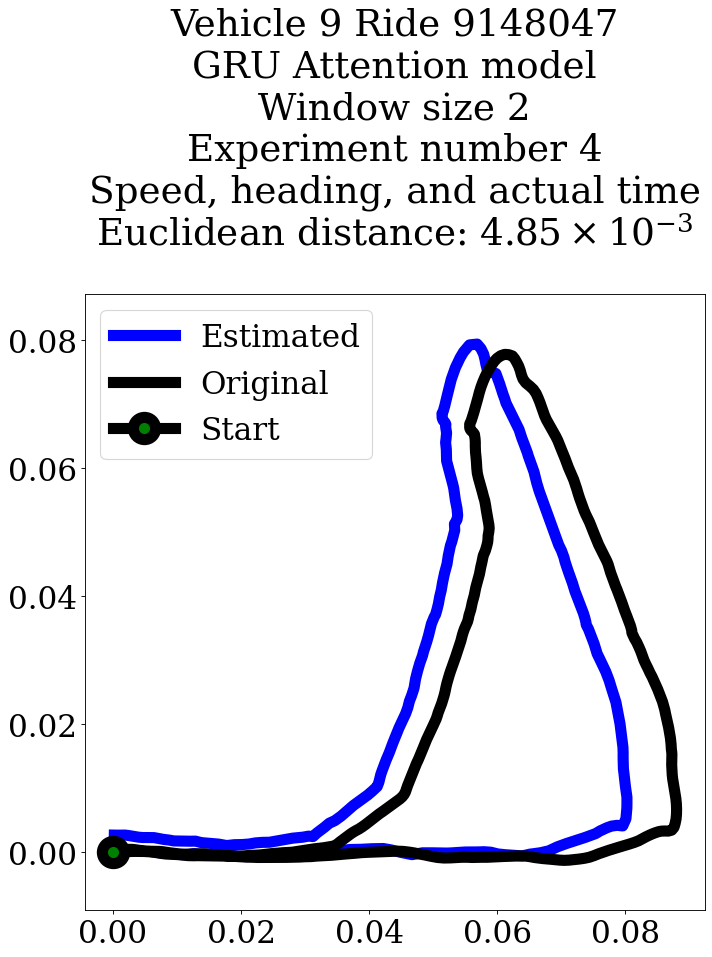 Vehicle 9 Ride 9148047
GRU Attention model
Window size 2
Experiment number 4
Speed, heading, and actual time
Euclidean distance: 4.85 × 10⁻³
Estimated
Original
Start
0.08
0.06
0.04
0.02
0.00
0.00 0.02 0.04 0.06 0.08